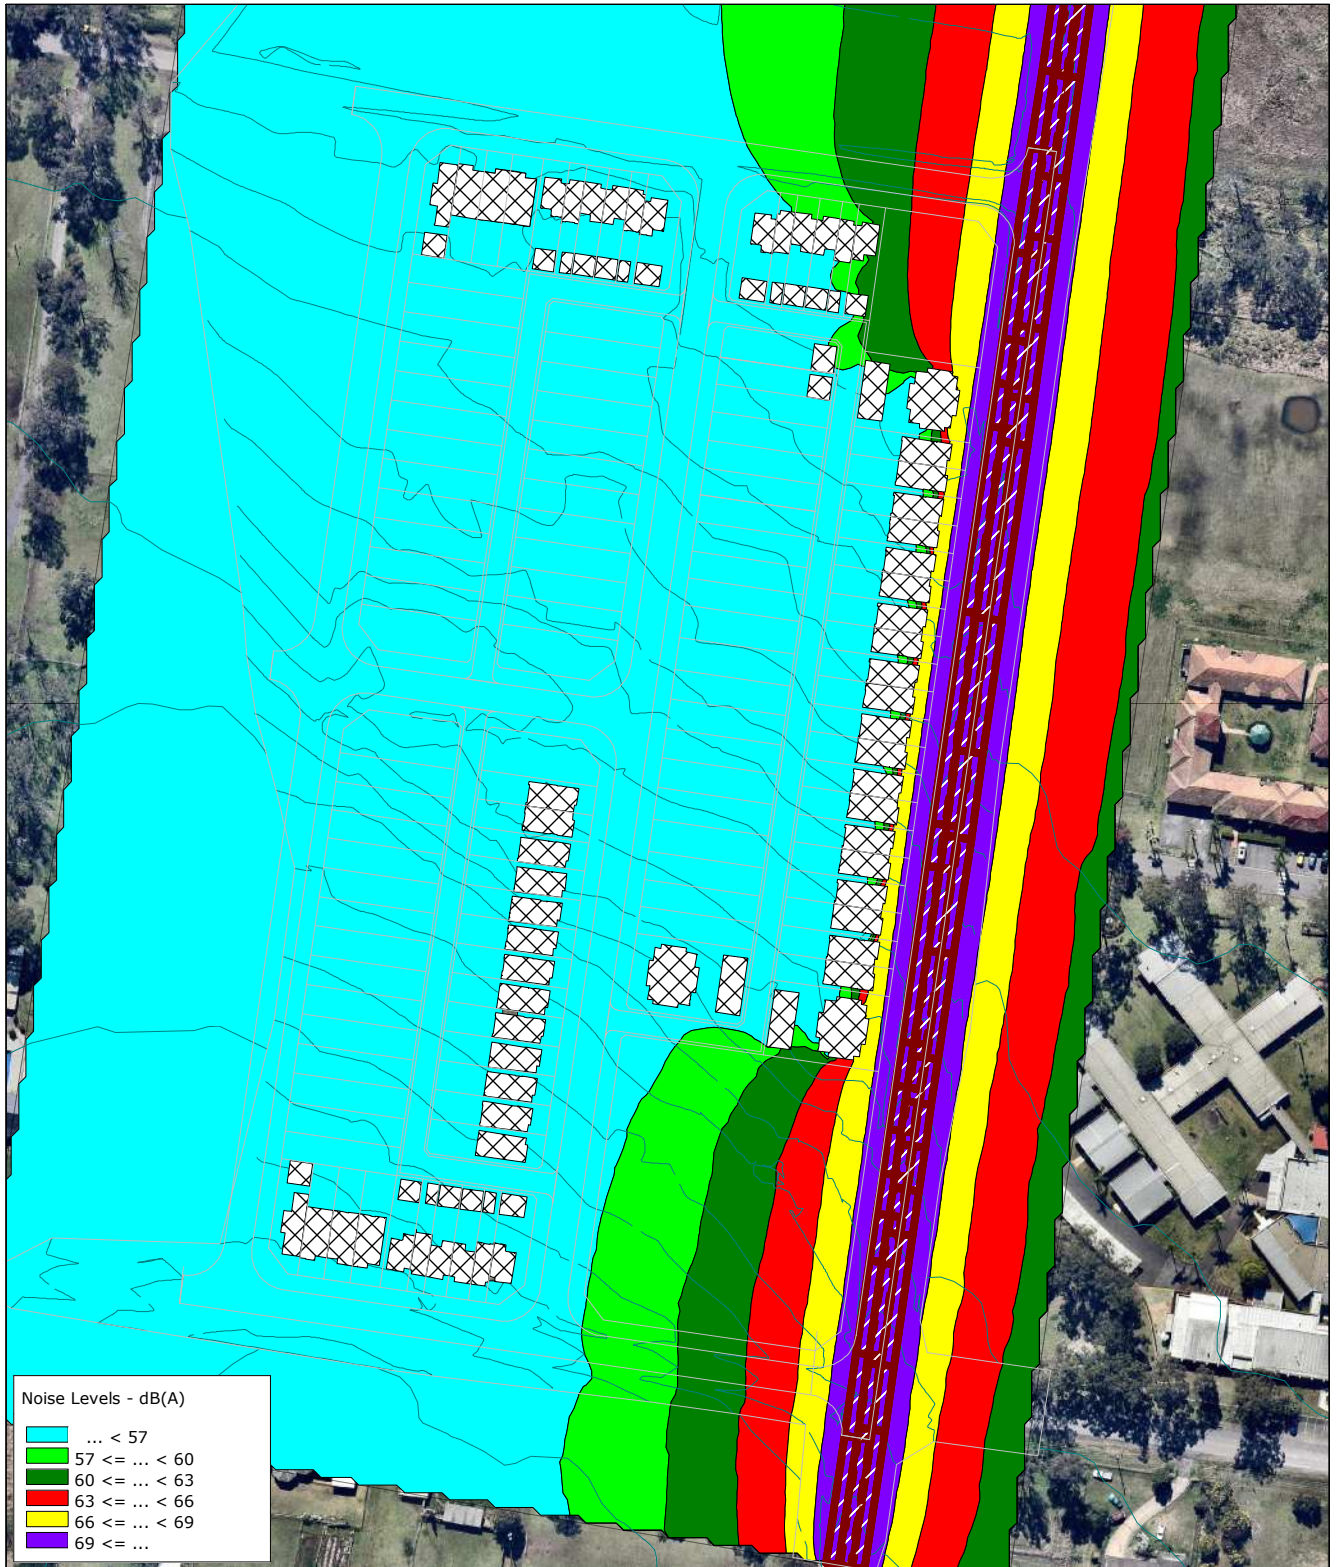 Noise Levels - dB(A)
... < 57
57 <= ... < 60
60 <= ... < 63
63 <= ... < 66
66 <= ... < 69
69 <= ...